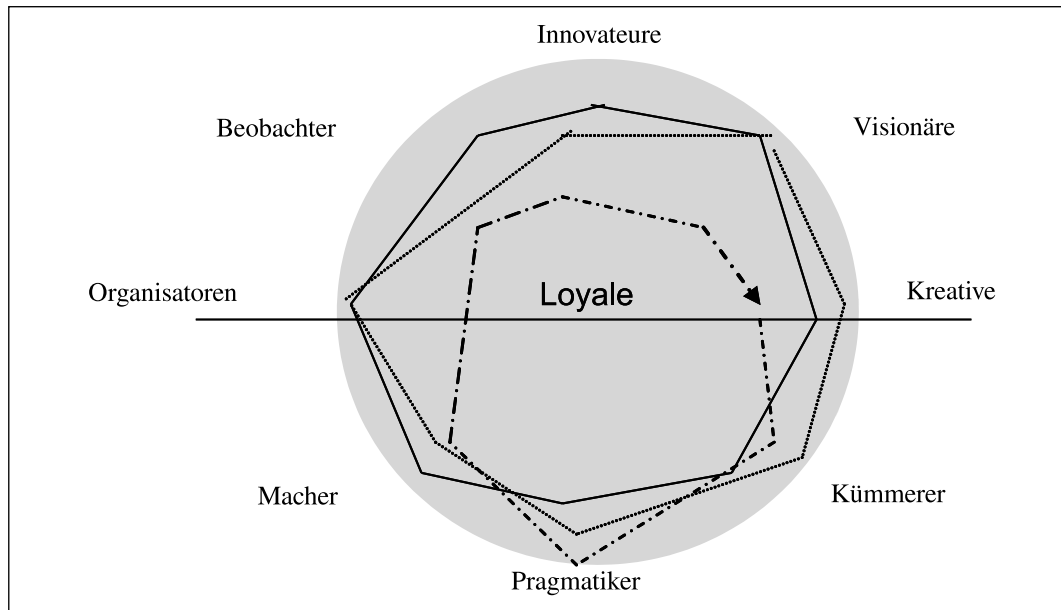 Innovateure
Beobachter
Visionäre
Organisatoren
Loyale
Kreative
Macher
Kümmerer
Pragmatiker